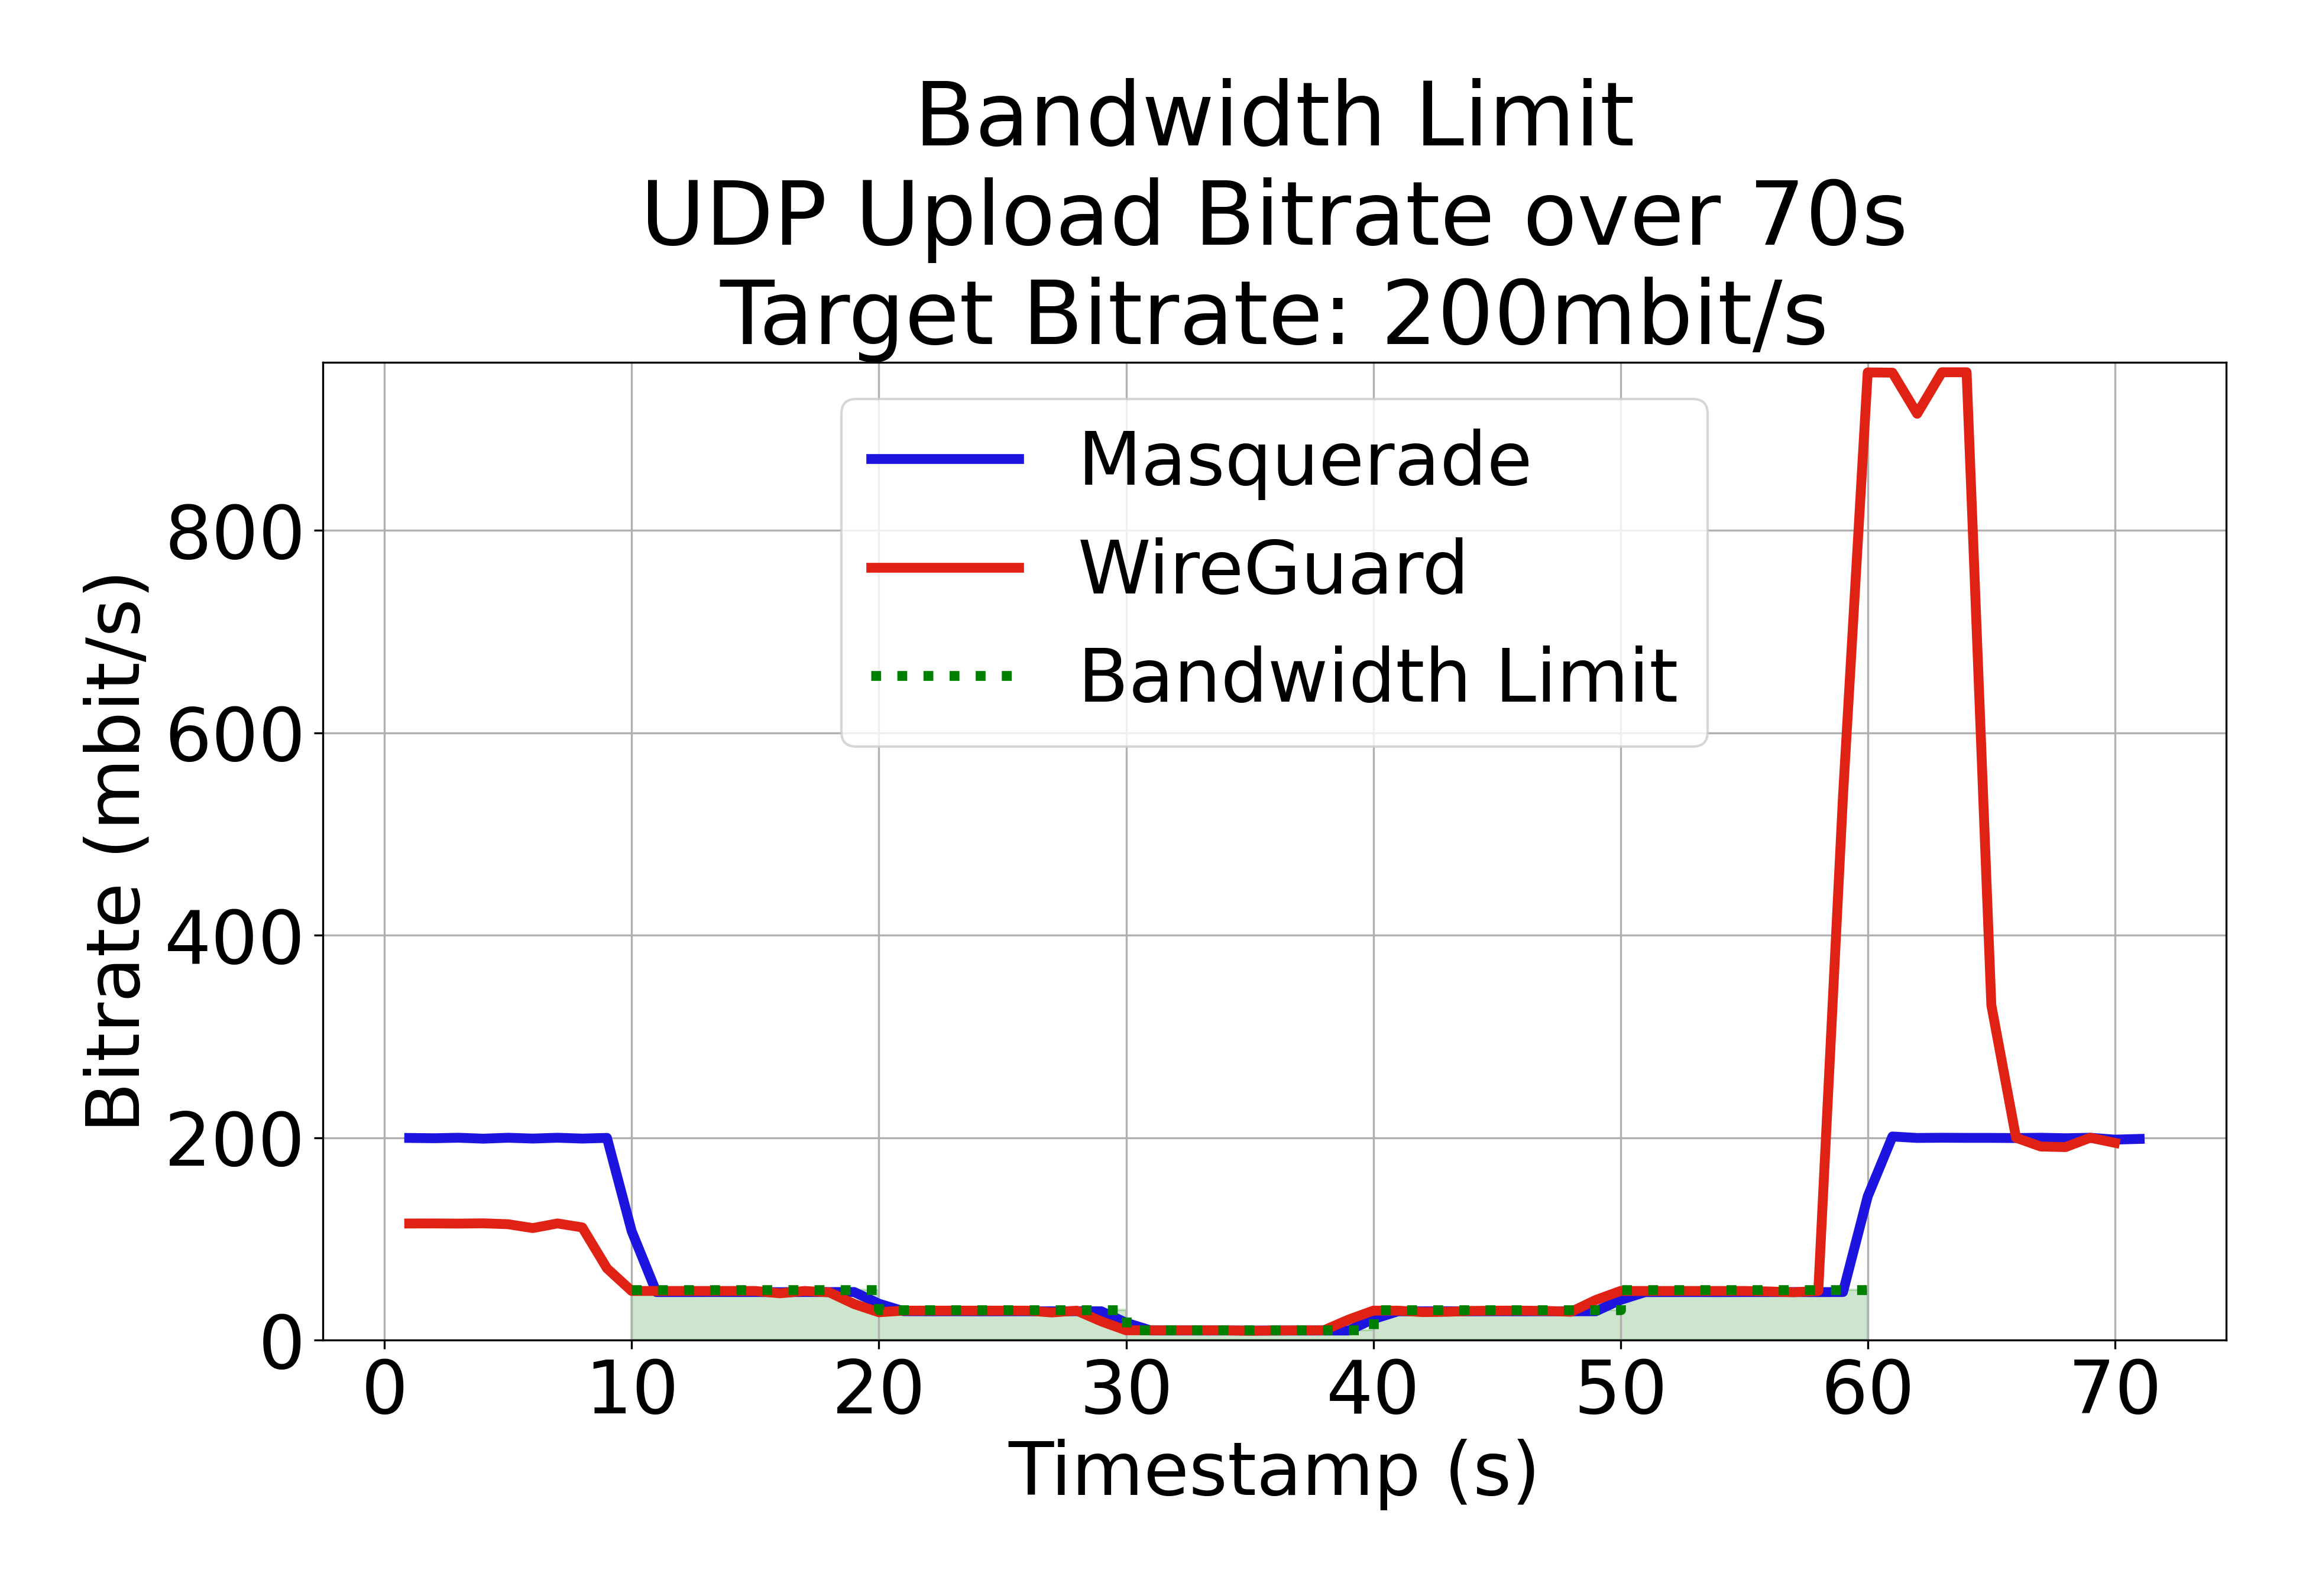 Bandwidth Limit
UDP Upload Bitrate over 70s
Target Bitrate: 200mbit/s
Masquerade
WireGuard
Bandwidth Limit
Bitrate (mbit/s)
800
600
400
200
0
0 10 20 30 40 50 60 70
Timestamp (s)